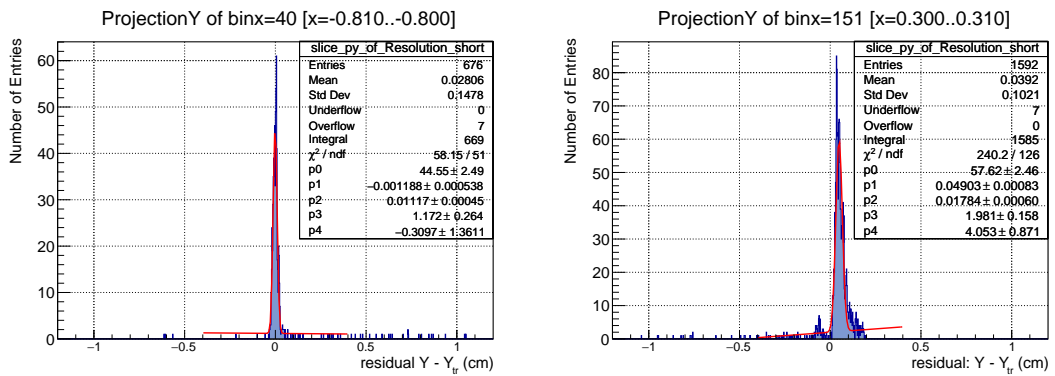 ProjectionY of binx=40 [x=-0.810..-0.800]
Number of Entries
60
50
40
30
20
10
0
−1 −0.5 0 0.5 1
residual Y - Y_tr (cm)
slice_py_of_Resolution_short
Entries 676
Mean 0.02806
Std Dev 0.1478
Underflow 0
Overflow 7
Integral 669
χ² / ndf 58.15 / 51
p0 44.55 ± 2.49
p1 −0.001188 ± 0.000538
p2 0.01117 ± 0.00045
p3 1.172 ± 0.264
p4 −0.3097 ± 1.3611
ProjectionY of binx=151 [x=0.300..0.310]
Number of Entries
80
70
60
50
40
30
20
10
0
−1 −0.5 0 0.5 1
residual: Y - Y_tr (cm)
slice_py_of_Resolution_short
Entries 1592
Mean 0.0392
Std Dev 0.1021
Underflow 7
Overflow 0
Integral 1585
χ² / ndf 240.2 / 126
p0 57.62 ± 2.46
p1 0.04903 ± 0.00083
p2 0.01784 ± 0.00060
p3 1.981 ± 0.158
p4 4.053 ± 0.871